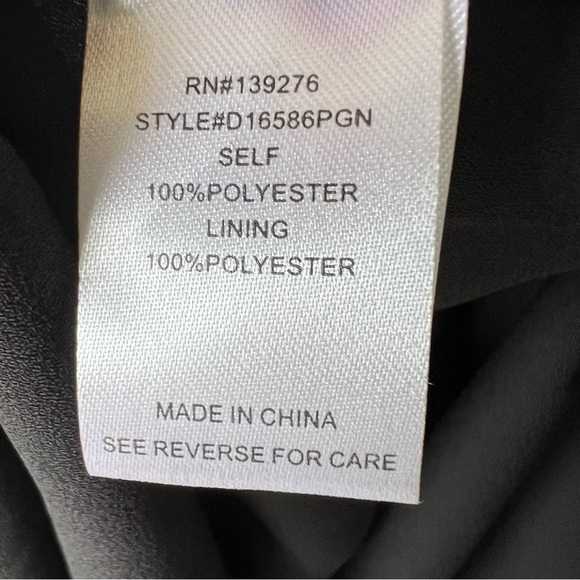 RN#139276
STYLE#D16586PGN
SELF
100%POLYESTER
LINING
100%POLYESTER
MADE IN CHINA
SEE REVERSE FOR CARE